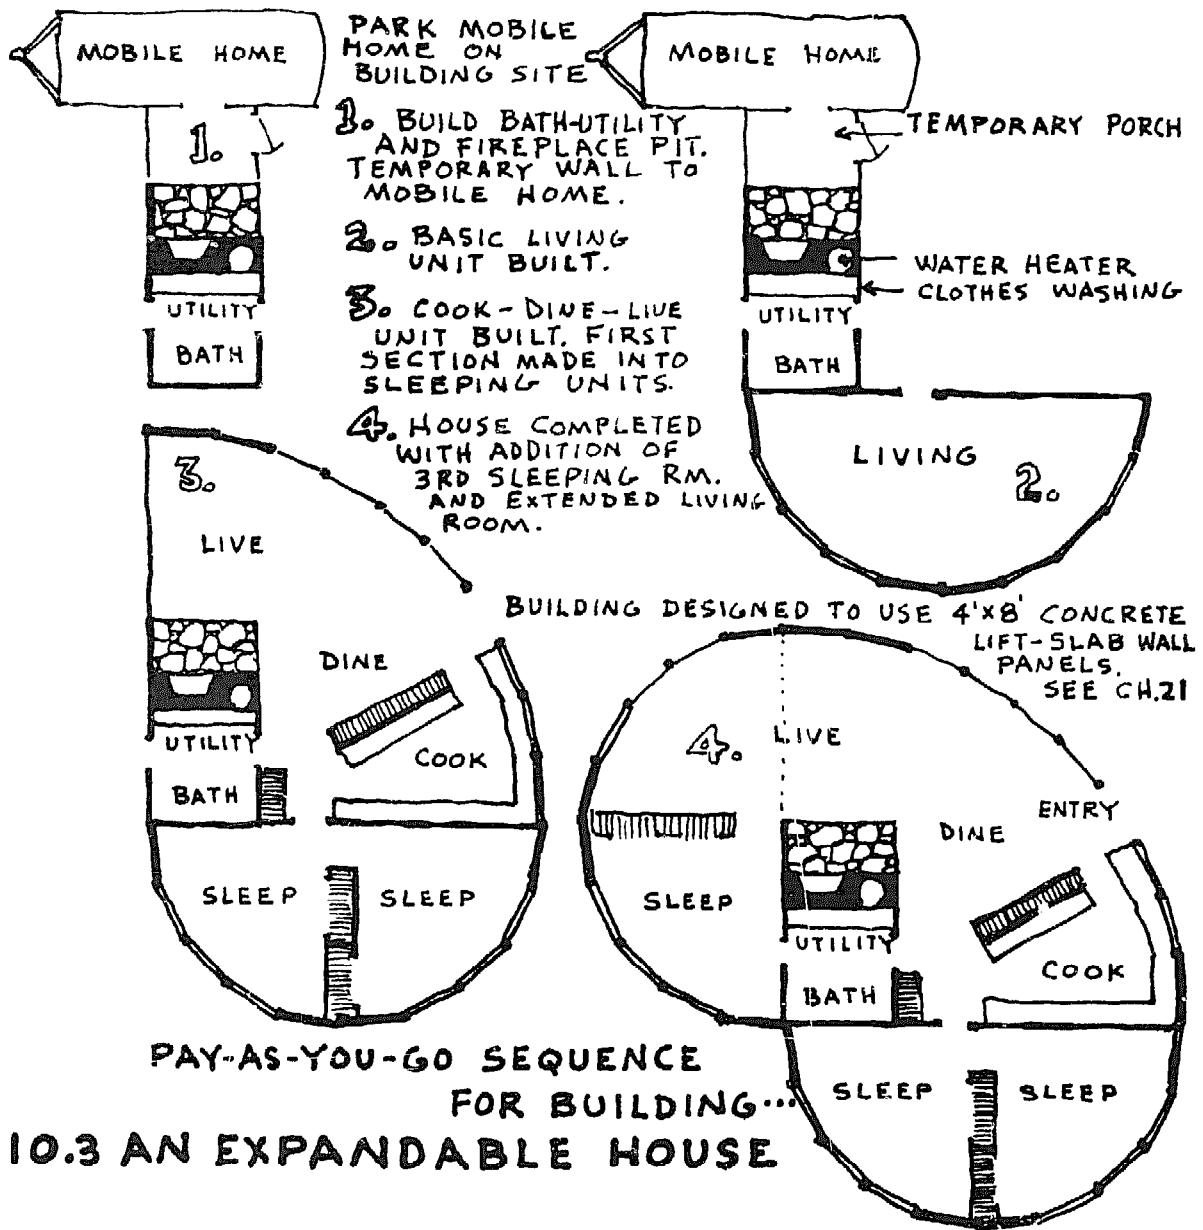 MOBILE HOME
1.
UTILITY
BATH
PARK MOBILE
HOME ON
BUILDING SITE
1. BUILD BATH-UTILITY
AND FIREPLACE PIT.
TEMPORARY WALL TO
MOBILE HOME.
2. BASIC LIVING
UNIT BUILT.
3. COOK-DINE-LIVE
UNIT BUILT. FIRST
SECTION MADE INTO
SLEEPING UNITS.
4. HOUSE COMPLETED
WITH ADDITION OF
3RD SLEEPING RM.
AND EXTENDED LIVING
ROOM.
MOBILE HOME
TEMPORARY PORCH
WATER HEATER
CLOTHES WASHING
UTILITY
BATH
LIVING
2.
3.
LIVE
DINE
UTILITY
COOK
BATH
SLEEP
SLEEP
BUILDING DESIGNED TO USE 4'X8' CONCRETE
LIFT-SLAB WALL
PANELS.
SEE CH.21
4. LIVE
ENTRY
DINE
SLEEP
UTILITY
COOK
BATH
SLEEP
SLEEP
PAY-AS-YOU-GO SEQUENCE
FOR BUILDING...
10.3 AN EXPANDABLE HOUSE